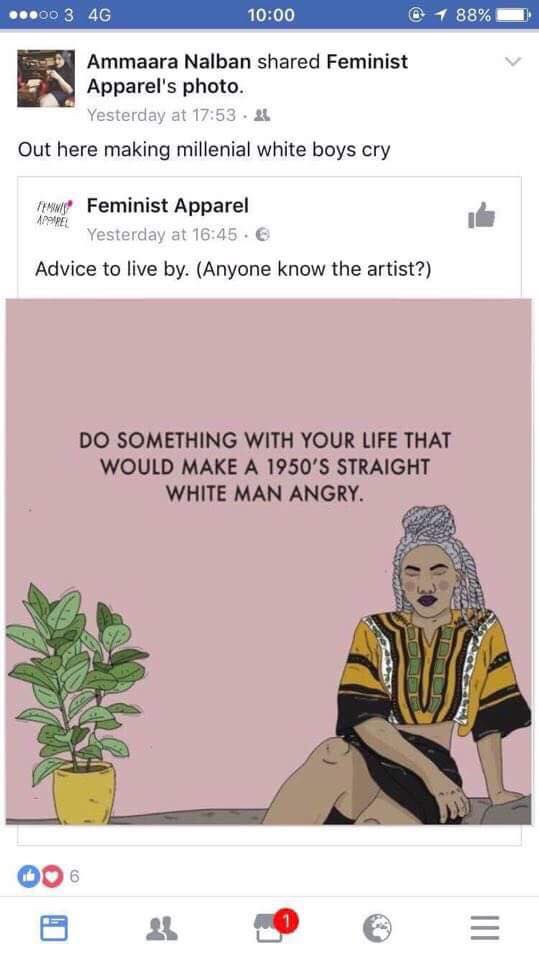 3 4G 10:00 88%
Ammaara Nalban shared Feminist
Apparel's photo.
Yesterday at 17:53 ·
Out here making millenial white boys cry
FEMINIST
APPAREL
Feminist Apparel
Yesterday at 16:45 ·
Advice to live by. (Anyone know the artist?)
DO SOMETHING WITH YOUR LIFE THAT
WOULD MAKE A 1950'S STRAIGHT
WHITE MAN ANGRY.
6
1